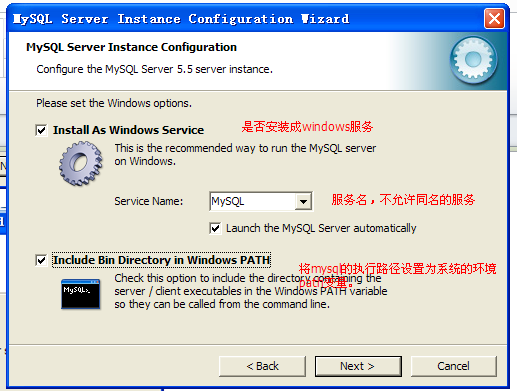 MySQL Server Instance Configuration Wizard
MySQL Server Instance Configuration
Configure the MySQL Server 5.5 server instance.
Please set the Windows options.
Install As Windows Service
是否安装成windows服务
This is the recommended way to run the MySQL server
on Windows.
Service Name:
MySQL
服务名，不允许同名的服务
Launch the MySQL Server automatically
Include Bin Directory in Windows PATH
将mysql的执行路径设置为系统的环境
path变量。
MySQL>_
Check this option to include the directory containing the
server / client executables in the Windows PATH variable
so they can be called from the command line.
< Back
Next >
Cancel